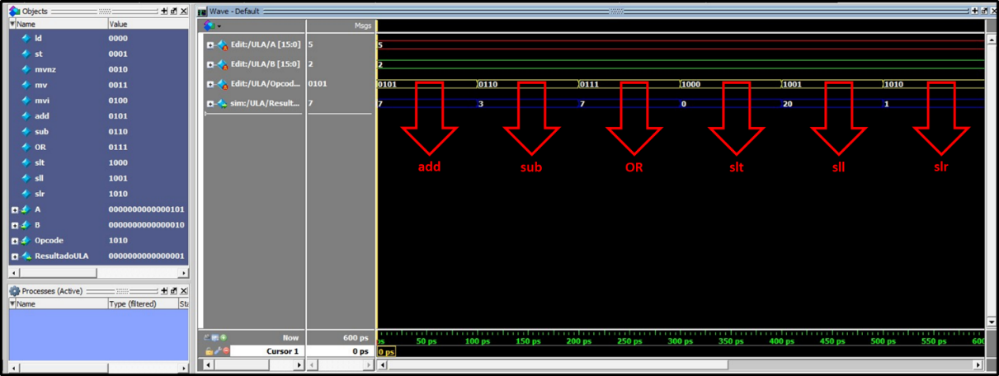 Objects
Name Value
ld 0000
st 0001
mvnz 0010
mv 0011
mvi 0100
add 0101
sub 0110
OR 0111
slt 1000
sll 1001
slr 1010
A 0000000000000101
B 0000000000000010
Opcode 1010
ResultadoULA 0000000000000001
Processes (Active)
Name Type (filtered) Sta
Wave - Default
Msgs
Edit:/ULA/A [15:0] 5 5
Edit:/ULA/B [15:0] 2 2
Edit:/ULA/Opcod... 0101 0101 0110 0111 1000 1001 1010
sim:/ULA/Result... 7 7 3 7 0 20 1
add sub OR slt sll slr
Now 600 ps ps 50 ps 100 ps 150 ps 200 ps 250 ps 300 ps 350 ps 400 ps 450 ps 500 ps 550 ps 600
Cursor 1 0 ps 0 ps